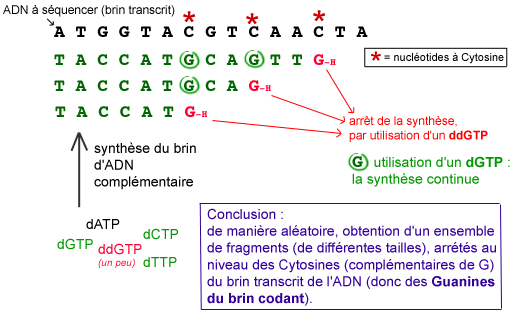 ADN à séquencer (brin transcrit)
* * *
A T G G T A C G T C A A C T A
T A C C A T G C A G T T G-H
* = nucléotides à Cytosine
T A C C A T G C A G-H
T A C C A T G-H
arrêt de la synthèse,
par utilisation d'un ddGTP
synthèse du brin
d'ADN
complémentaire
G utilisation d'un dGTP :
la synthèse continue
dATP
dGTP ddGTP dCTP
(un peu) dTTP
Conclusion :
de manière aléatoire, obtention d'un ensemble
de fragments (de différentes tailles), arrêtés au
niveau des Cytosines (complémentaires de G)
du brin transcrit de l'ADN (donc des Guanines
du brin codant).